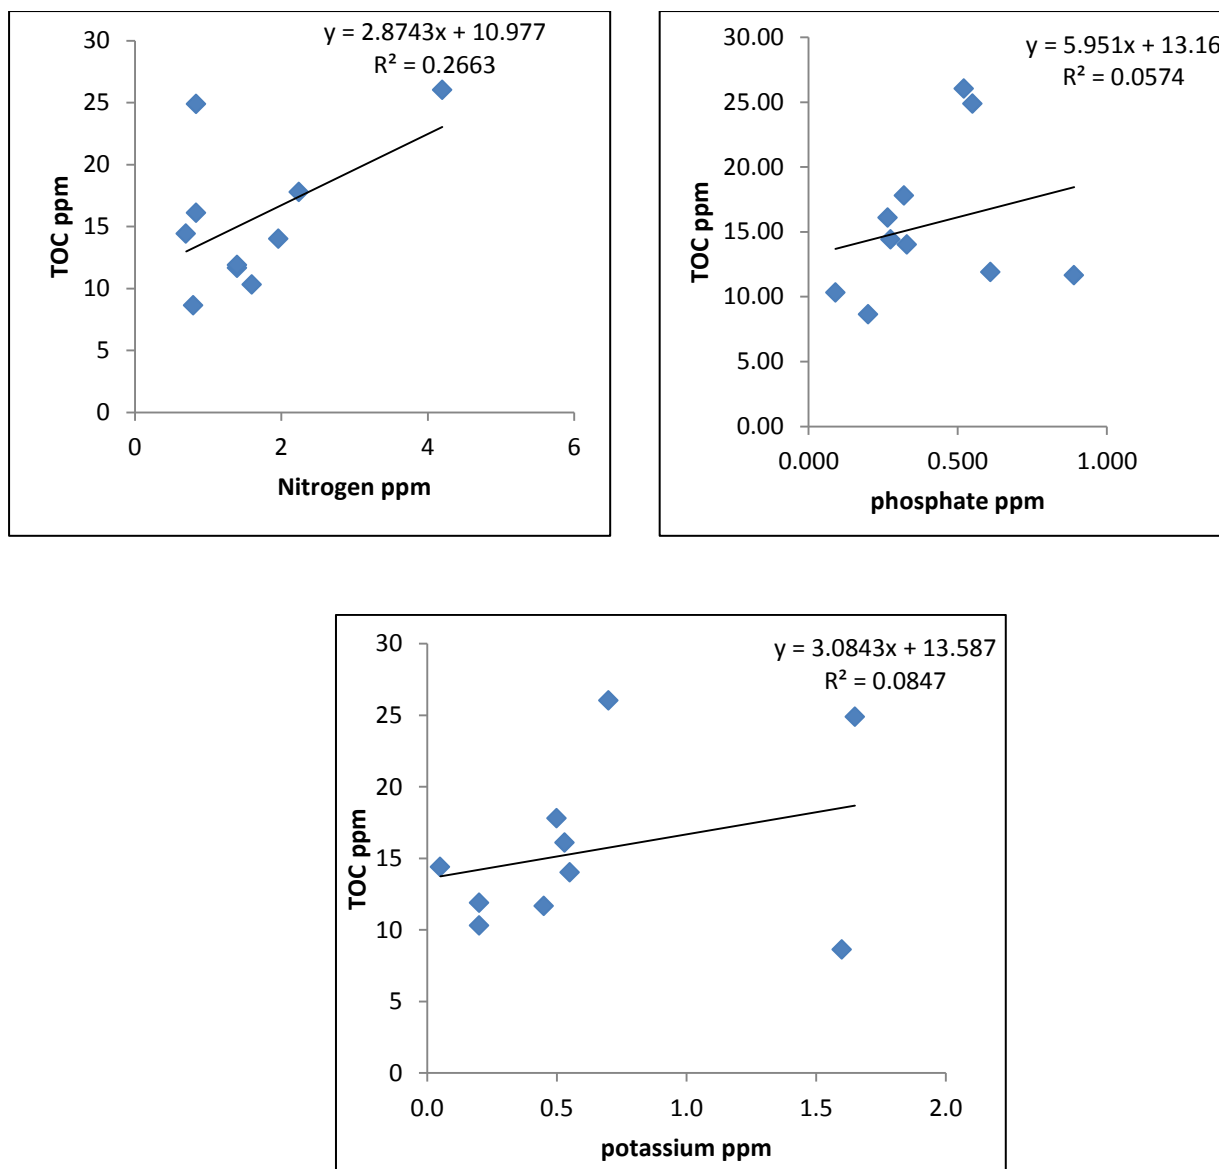 y = 2.8743x + 10.977
R² = 0.2663
30
25
20
15
10
5
0
TOC ppm
0 2 4 6
Nitrogen ppm
y = 5.951x + 13.16
R² = 0.0574
30.00
25.00
20.00
15.00
10.00
5.00
0.00
TOC ppm
0.000 0.500 1.000
phosphate ppm
y = 3.0843x + 13.587
R² = 0.0847
30
25
20
15
10
5
0
TOC ppm
0.0 0.5 1.0 1.5 2.0
potassium ppm